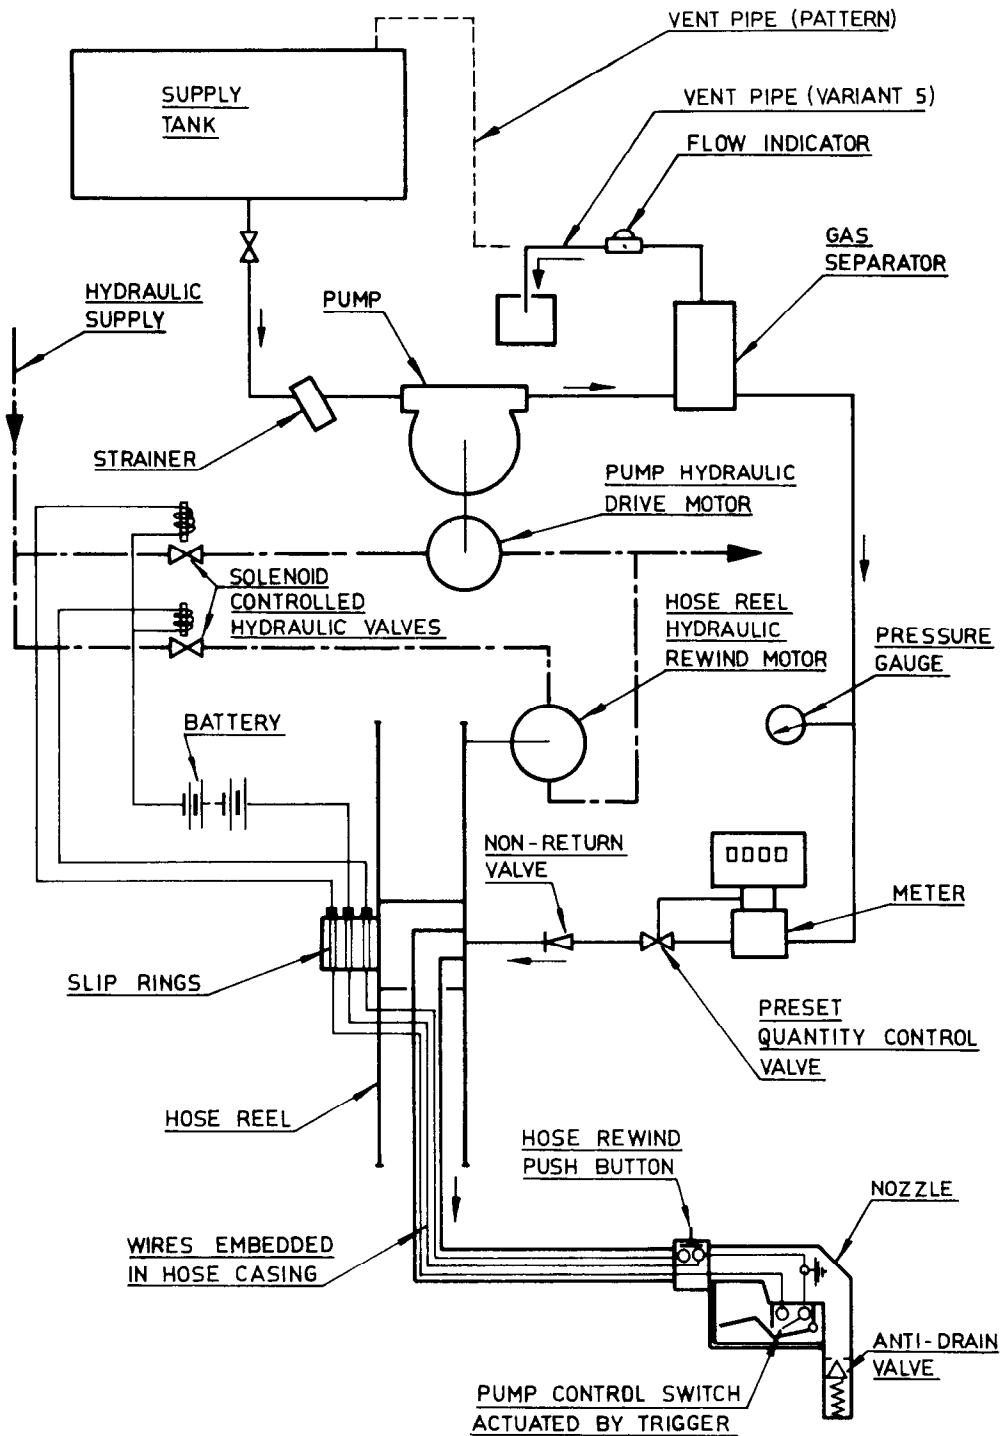 VENT PIPE (PATTERN)
SUPPLY
TANK
VENT PIPE (VARIANT 5)
FLOW INDICATOR
GAS
SEPARATOR
HYDRAULIC
SUPPLY
PUMP
STRAINER
PUMP HYDRAULIC
DRIVE MOTOR
SOLENOID
CONTROLLED
HYDRAULIC VALVES
HOSE REEL
HYDRAULIC
REWIND MOTOR
PRESSURE
GAUGE
BATTERY
NON-RETURN
VALVE
0000
METER
SLIP RINGS
PRESET
QUANTITY CONTROL
VALVE
HOSE REEL
HOSE REWIND
PUSH BUTTON
NOZZLE
WIRES EMBEDDED
IN HOSE CASING
ANTI-DRAIN
VALVE
PUMP CONTROL SWITCH
ACTUATED BY TRIGGER